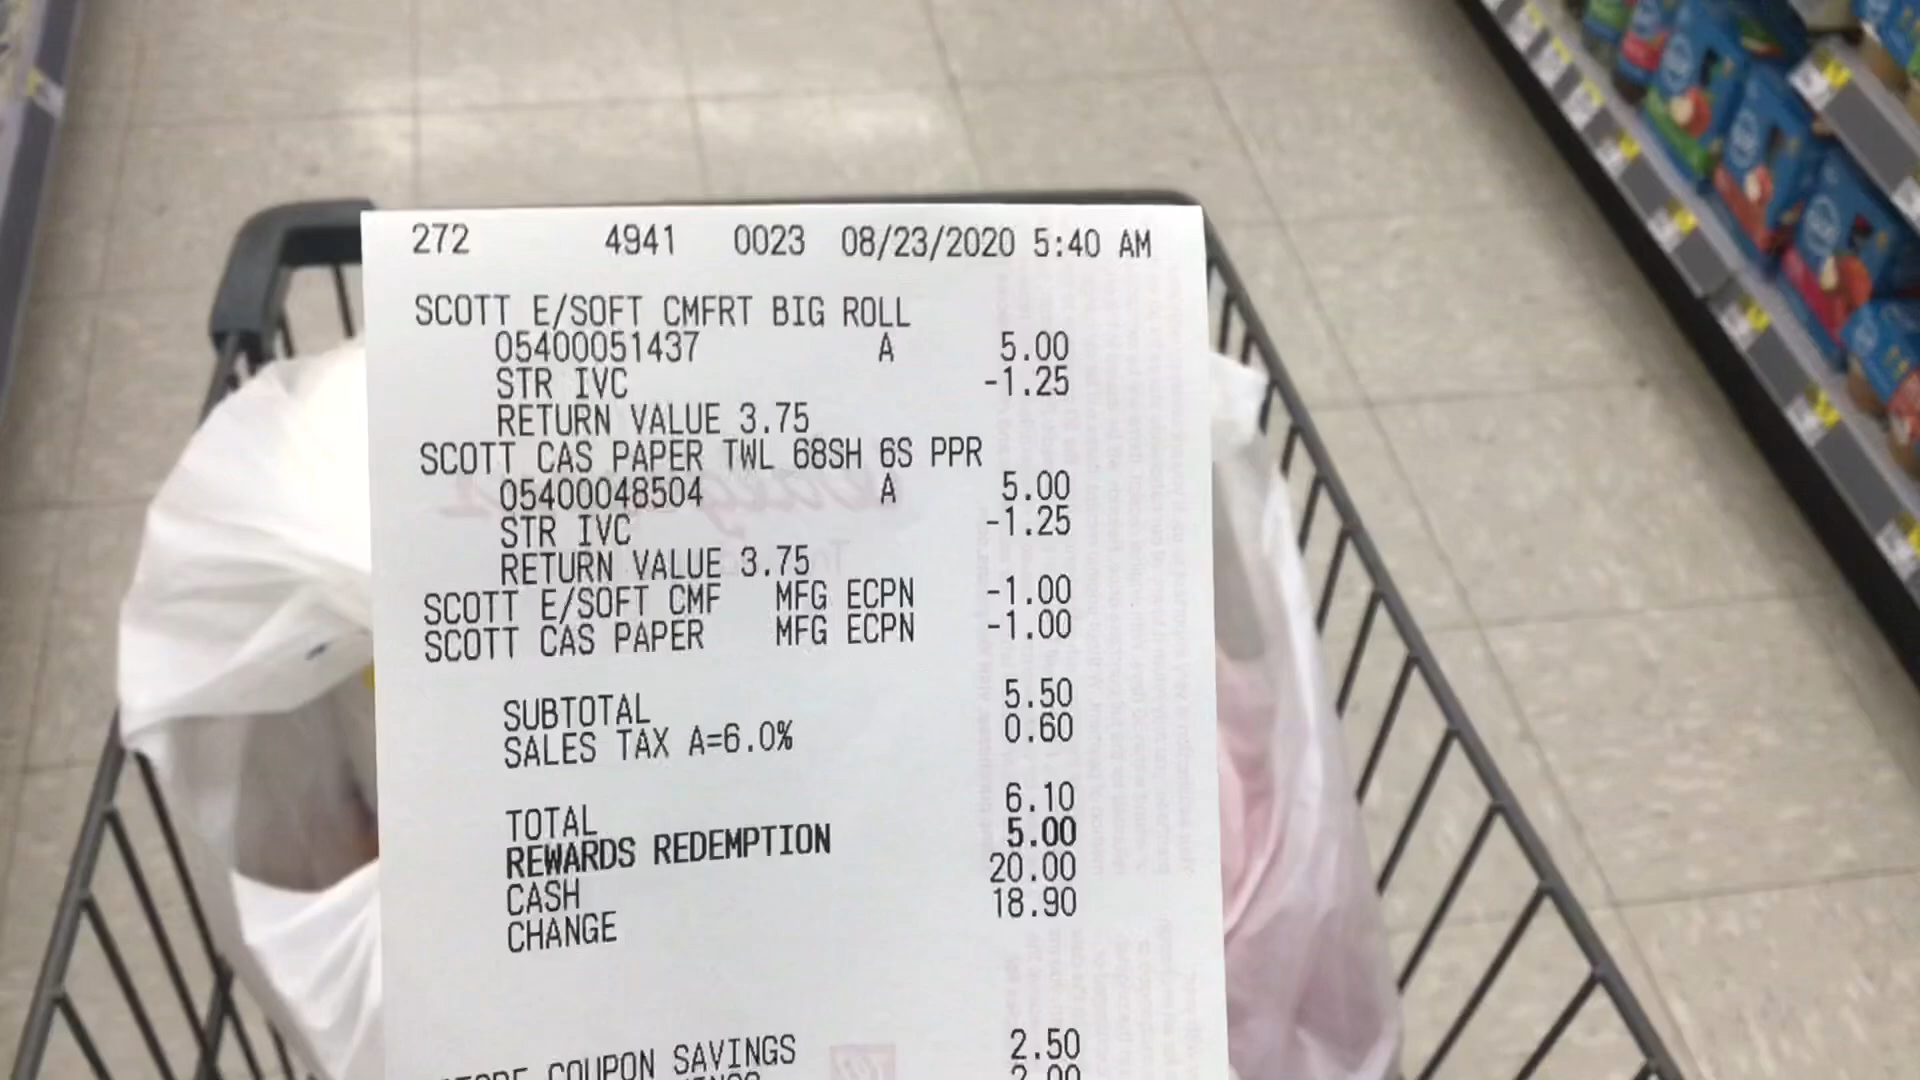 272 4941 0023 08/23/2020 5:40 AM
SCOTT E/SOFT CMFRT BIG ROLL
05400051437 A 5.00
STR IVC -1.25
RETURN VALUE 3.75
SCOTT CAS PAPER TWL 68SH 6S PPR
05400048504 A 5.00
STR IVC -1.25
RETURN VALUE 3.75
SCOTT E/SOFT CMF MFG ECPN -1.00
SCOTT CAS PAPER MFG ECPN -1.00
SUBTOTAL 5.50
SALES TAX A=6.0% 0.60
TOTAL 6.10
REWARDS REDEMPTION 5.00
CASH 20.00
CHANGE 18.90
COUPON SAVINGS 2.50